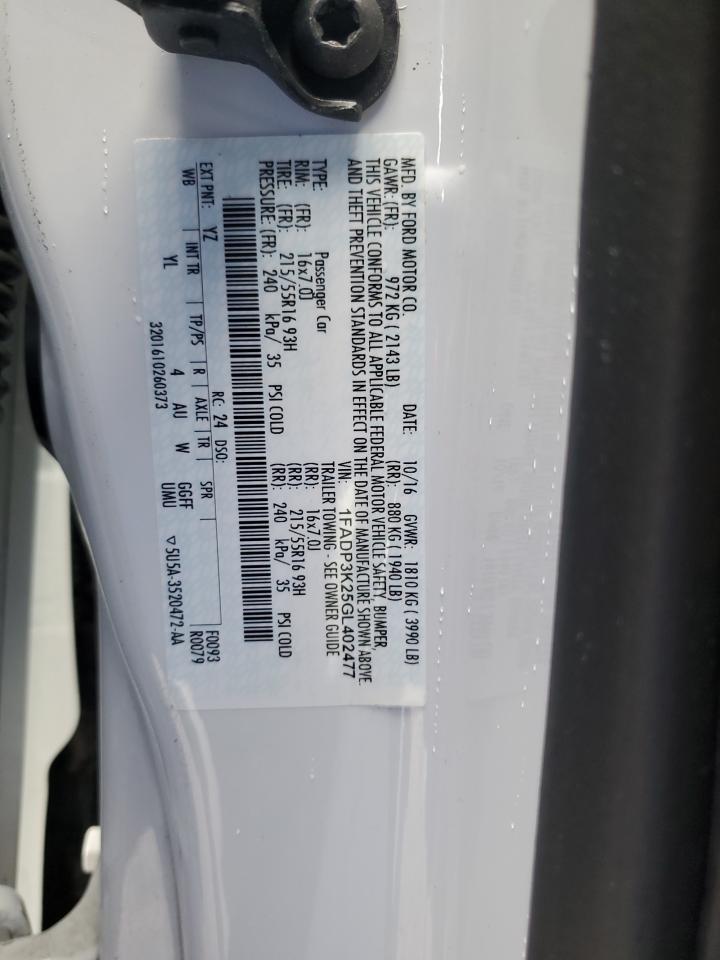 MFD. BY FORD MOTOR CO. DATE: 10/16 GVWR: 1810 KG ( 3990 LB)
GAWR: (FR): 972 KG ( 2143 LB) (RR): 880 KG ( 1940 LB)
THIS VEHICLE CONFORMS TO ALL APPLICABLE FEDERAL MOTOR VEHICLE SAFETY, BUMPER,
AND THEFT PREVENTION STANDARDS IN EFFECT ON THE DATE OF MANUFACTURE SHOWN ABOVE.
VIN: 1FADP3K25GL402477
TYPE: Passenger Car TRAILER TOWING - SEE OWNER GUIDE
RIM: (FR): 16x7.0J (RR): 16x7.0J
TIRE: (FR): 215/55R16 93H (RR): 215/55R16 93H
PRESSURE: (FR): 240 kPa/ 35 PSI COLD (RR): 240 kPa/ 35 PSI COLD
EXT PNT: YZ RC: 24 DSO: F0093
WB INT TR TP/PS R AXLE TR SPR R0079
YL 4 AU W GGFF
UMU
3201610260373 ▽5U5A-3520472-AA